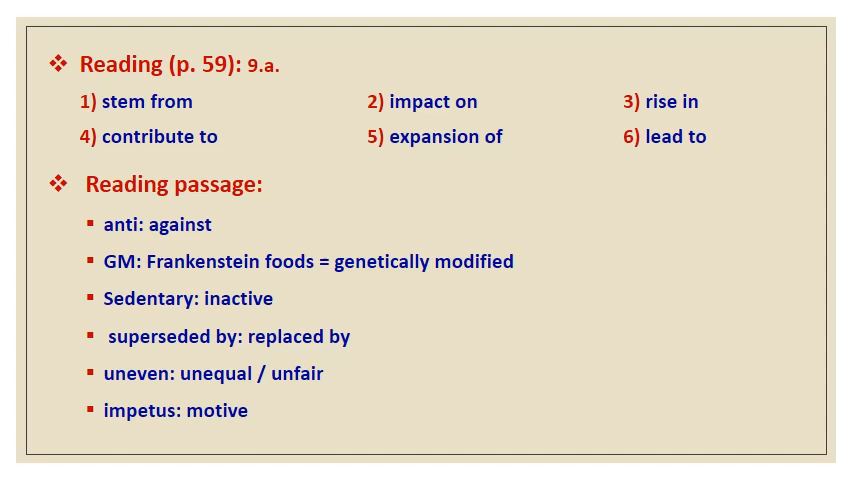 Reading (p. 59): 9.a.
1) stem from 2) impact on 3) rise in
4) contribute to 5) expansion of 6) lead to
Reading passage:
anti: against
GM: Frankenstein foods = genetically modified
Sedentary: inactive
superseded by: replaced by
uneven: unequal / unfair
impetus: motive